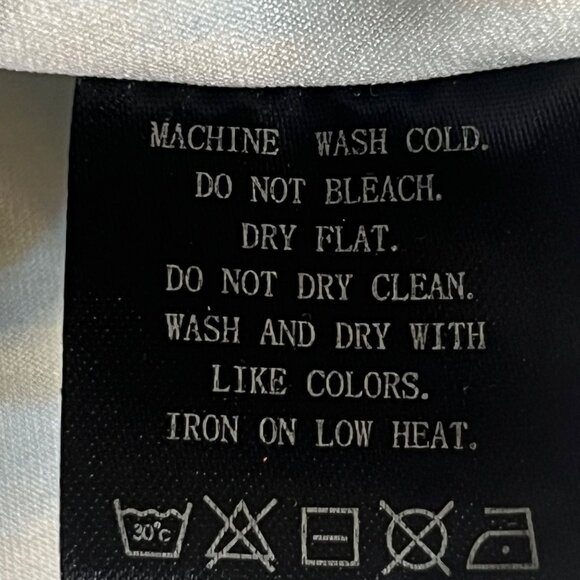 MACHINE WASH COLD.
DO NOT BLEACH.
DRY FLAT.
DO NOT DRY CLEAN.
WASH AND DRY WITH
LIKE COLORS.
IRON ON LOW HEAT.
30°C